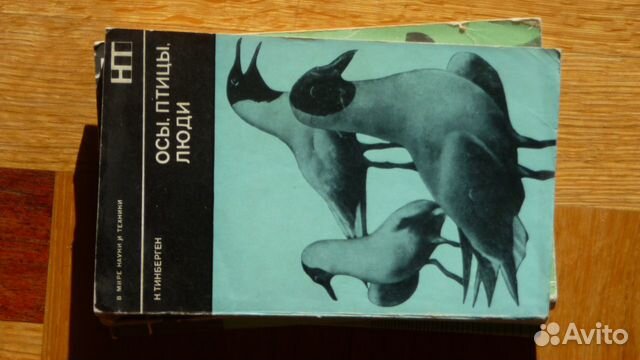 НТ
ОСЫ. ПТИЦЫ.
ЛЮДИ
Н. ТИНБЕРГЕН
В МИРЕ НАУКИ И ТЕХНИКИ
Avito